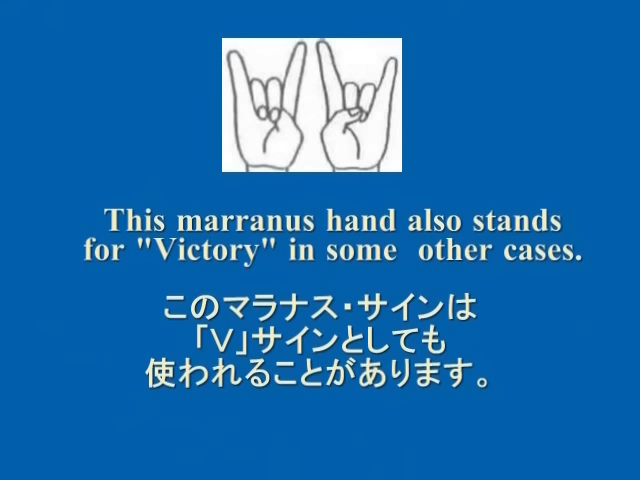 This marranus hand also stands
for "Victory" in some other cases.
このマラナス・サインは
「V」サインとしても
使われることがあります。